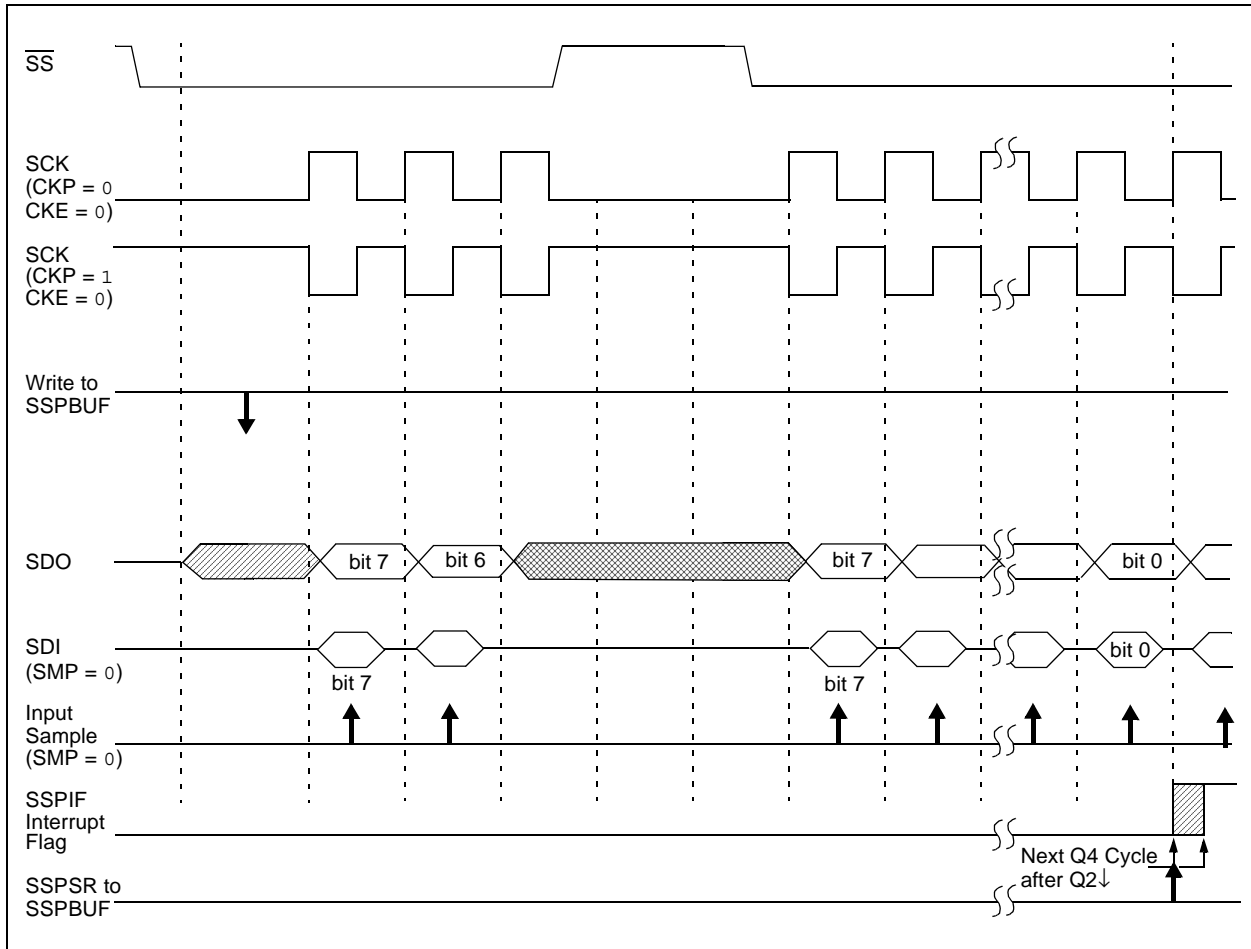 SS
SCK
(CKP = 0
CKE = 0)
SCK
(CKP = 1
CKE = 0)
Write to
SSPBUF
SDO
bit 7
bit 6
bit 7
bit 0
SDI
(SMP = 0)
bit 7
bit 7
bit 0
Input
Sample
(SMP = 0)
SSPIF
Interrupt
Flag
Next Q4 Cycle
after Q2↓
SSPSR to
SSPBUF